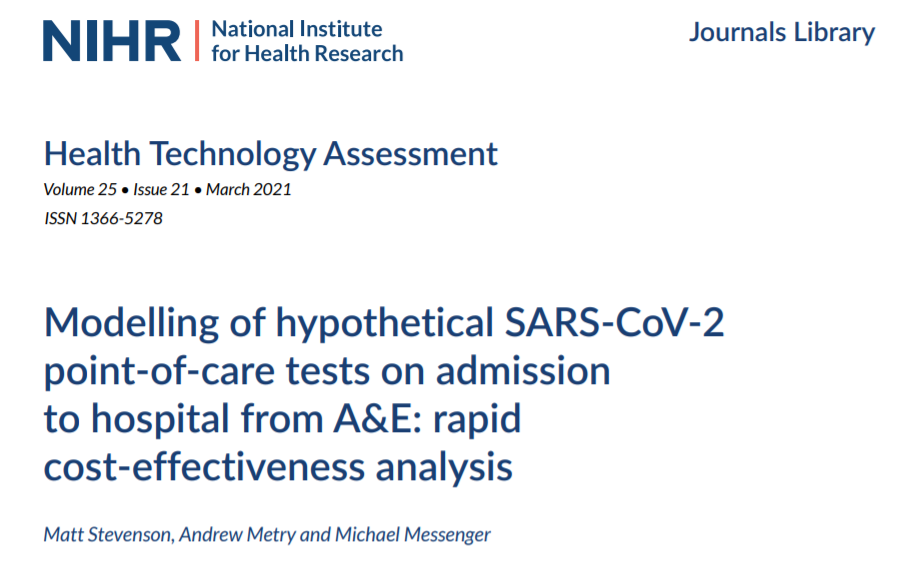 NIHR | National Institute
for Health Research
Journals Library
Health Technology Assessment
Volume 25 • Issue 21 • March 2021
ISSN 1366-5278
Modelling of hypothetical SARS-CoV-2
point-of-care tests on admission
to hospital from A&E: rapid
cost-effectiveness analysis
Matt Stevenson, Andrew Metry and Michael Messenger